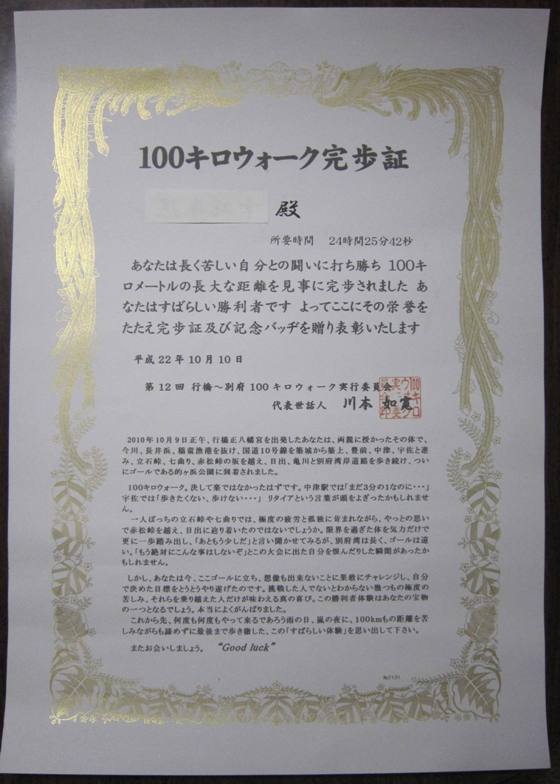 100キロウォーク完歩証
殿
所要時間　24時間25分42秒
あなたは長く苦しい自分との闘いに打ち勝ち 100キ
ロメートルの長大な距離を見事に完歩されました あ
なたはすばらしい勝利者です よってここにその栄誉を
たたえ完歩証及び記念バッヂを贈り表彰いたします
平成22年10月10日
第12回 行橋～別府100キロウォーク実行委員会
代表世話人　川本 如寛
2010年10月9日正午、行橋正八幡宮を出発したあなたは、両親に授かったその体で、
今川、長井浜、稲童漁港を抜け、国道10号線を築城から築上、豊前、中津、宇佐と進
み、立石峠、七曲り、赤松峠の坂を越え、日出、亀川と別府湾岸道路を歩き続け、つい
にゴールである的ヶ浜公園に到着されました。
100キロウォーク。決して楽ではなかったはずです。中津駅では「まだ3分の1なのに・・・」
宇佐では「歩きたくない、歩けない・・・」リタイアという言葉が頭をよぎったかもしれま
せん。
一人ぼっちの立石峠や七曲りでは、極度の疲労と孤独に苛まれながら、やっとの思い
で赤松峠を越え、日出に辿り着いたのではないでしょうか。限界を過ぎた体を気力だけで
更に一歩踏み出し、「あともう少しだ」と言い聞かせてみるが、別府湾は長く、ゴールは遠
い。「もう絶対にこんな事はしないぞ」とこの大会に出た自分を恨んだりした瞬間があったか
もしれません。
しかし、あなたは今、ここゴールに立ち、想像も出来ないことに果敢にチャレンジし、自分
で決めた目標をとうとうやり遂げたのです。挑戦した人でないとわからない幾つもの極度の
苦しみ、それらを乗り越えた人だけが味わえる真の喜び。この勝利者体験はあなたの宝物
の一つとなるでしょう。本当によくがんばりました。
これから先、何度も何度もやって来るであろう雨の日、嵐の夜に、100kmもの距離を苦
しみながらも諦めずに最後まで歩き徹した、この「すばらしい体験」を思い出して下さい。
またお会いしましょう。　“Good luck”